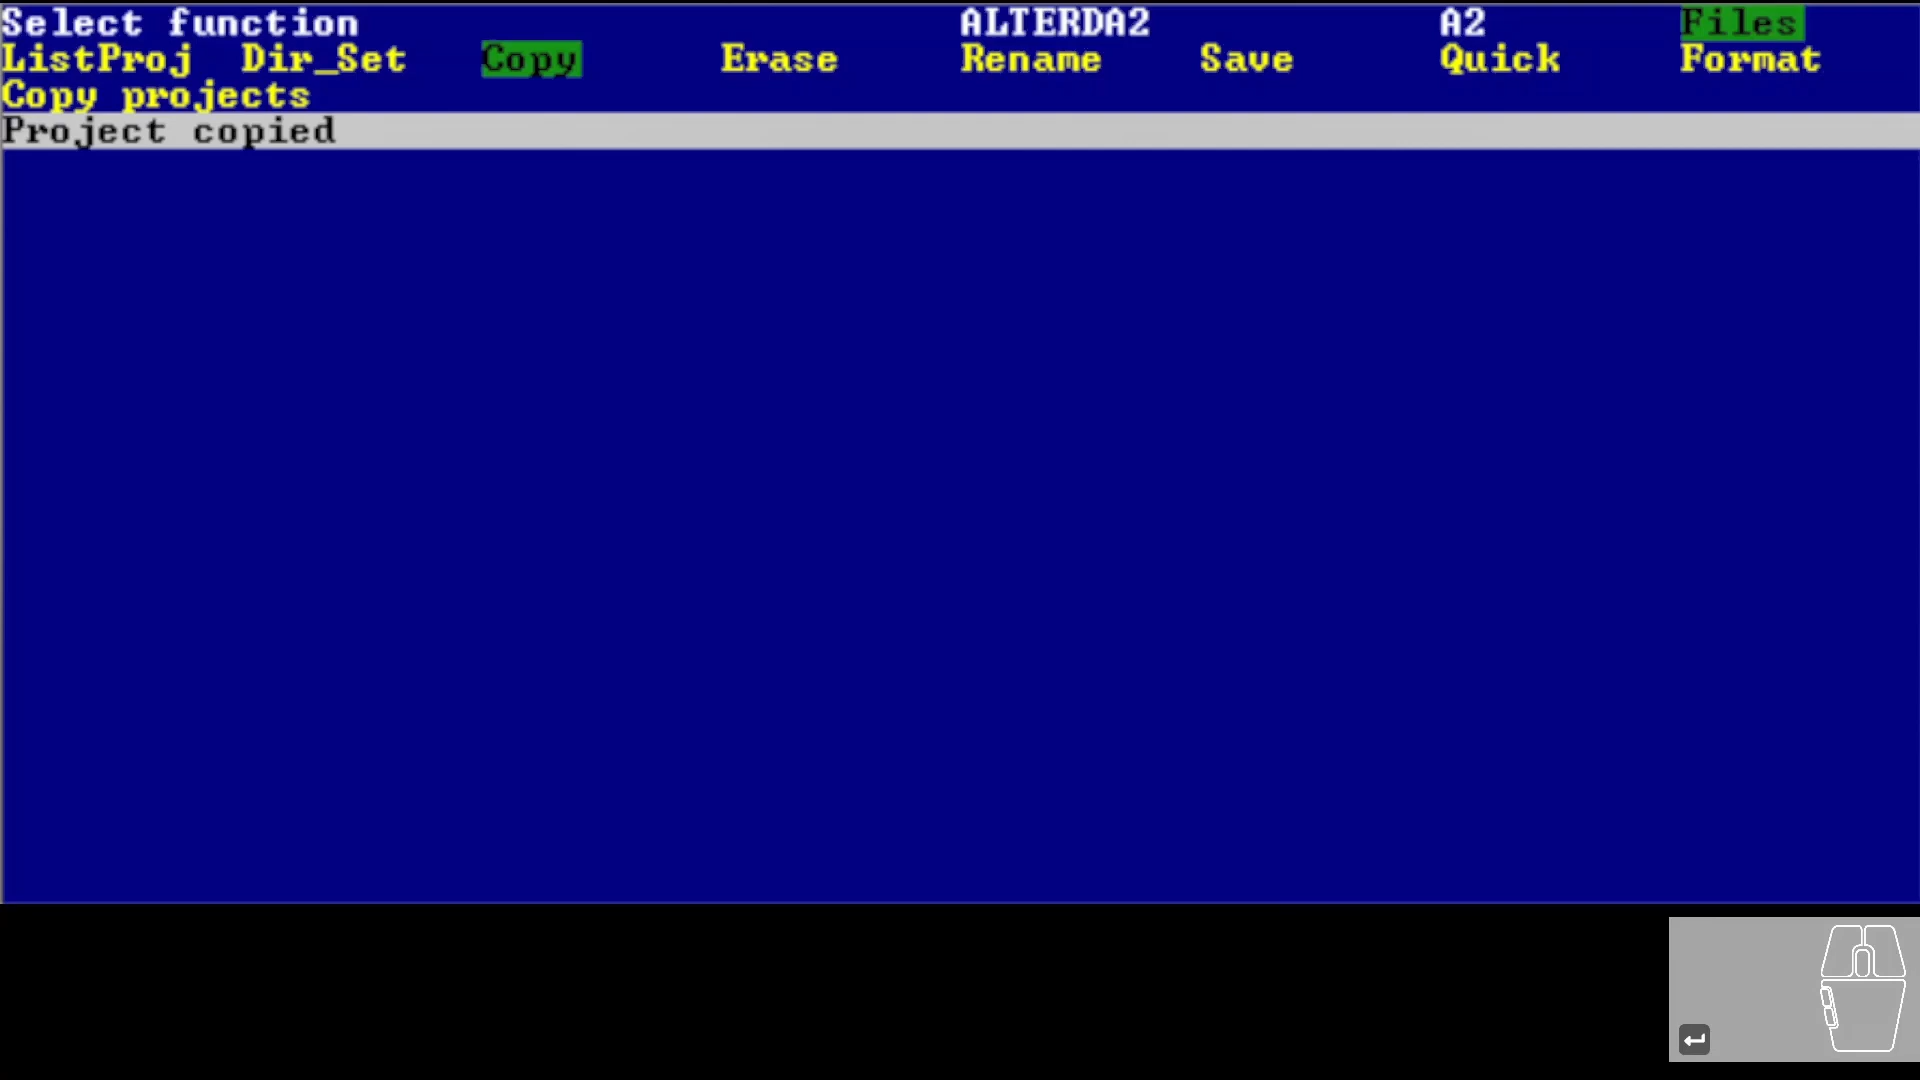 Select function ALTERDA2 A2 Files
ListProj Dir_Set Copy Erase Rename Save Quick Format
Copy projects
Project copied